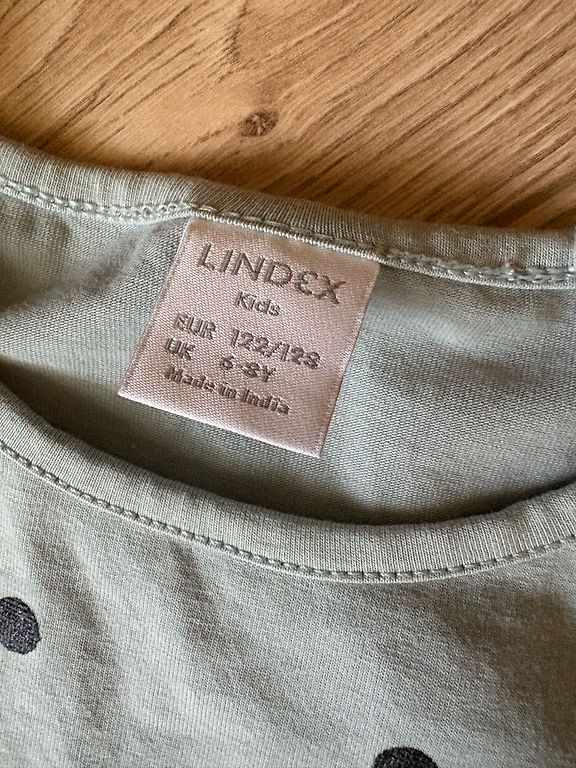 LINDEX
Kids
EUR 122/128
UK 6-8Y
Made in India